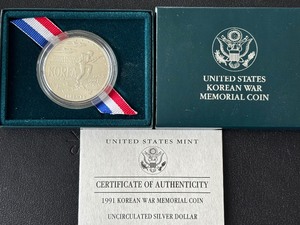 UNITED STATES
KOREAN WAR
MEMORIAL COIN
UNITED STATES MINT
CERTIFICATE OF AUTHENTICITY
1991 KOREAN WAR MEMORIAL COIN
UNCIRCULATED SILVER DOLLAR